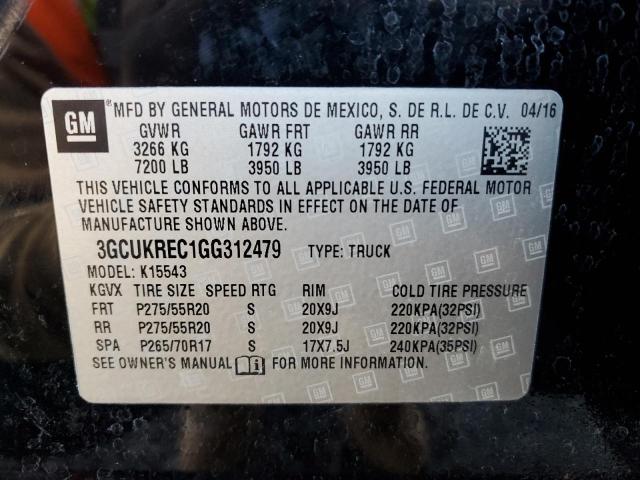 GM ® MFD BY GENERAL MOTORS DE MEXICO, S. DE R.L. DE C.V. 04/16
GVWR GAWR FRT GAWR RR
3266 KG 1792 KG 1792 KG
7200 LB 3950 LB 3950 LB
THIS VEHICLE CONFORMS TO ALL APPLICABLE U.S. FEDERAL MOTOR
VEHICLE SAFETY STANDARDS IN EFFECT ON THE DATE OF
MANUFACTURE SHOWN ABOVE.
3GCUKREC1GG312479 TYPE: TRUCK
MODEL: K15543
KGVX TIRE SIZE SPEED RTG RIM COLD TIRE PRESSURE
FRT P275/55R20 S 20X9J 220KPA(32PSI)
RR P275/55R20 S 20X9J 220KPA(32PSI)
SPA P265/70R17 S 17X7.5J 240KPA(35PSI)
SEE OWNER'S MANUAL FOR MORE INFORMATION.